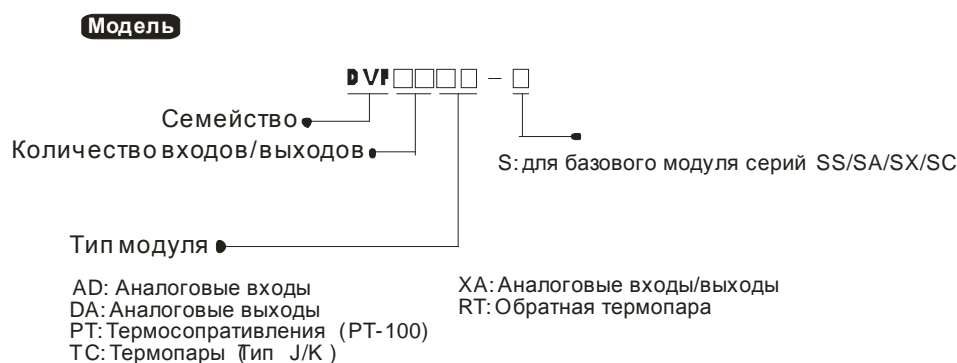 Модель
DVP□□□□ – □
Семейство
Количество входов/выходов
S: для базового модуля серий SS/SA/SX/SC
Тип модуля
AD: Аналоговые входы
DA: Аналоговые выходы
PT: Термосопративления (PT-100)
TC: Термопары (Тип J/K )
XA: Аналоговые входы/выходы
RT: Обратная термопара